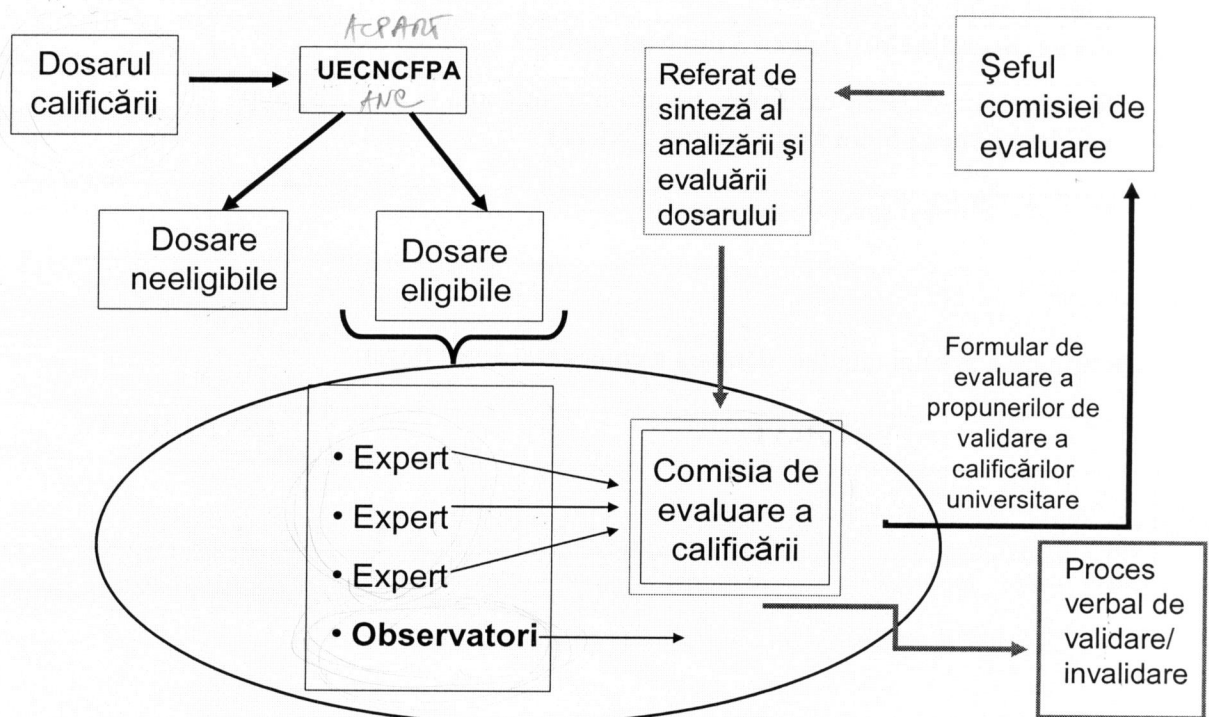 ACPART
Dosarul
calificării
UECNCFPA
ANC
Dosare
neeligibile
Dosare
eligibile
Referat de
sinteză al
analizării şi
evaluării
dosarului
Şeful
comisiei de
evaluare
Formular de
evaluare a
propunerilor de
validare a
calificărilor
universitare
• Expert
• Expert
• Expert
• Observatori
Comisia de
evaluare a
calificării
Proces
verbal de
validare/
invalidare